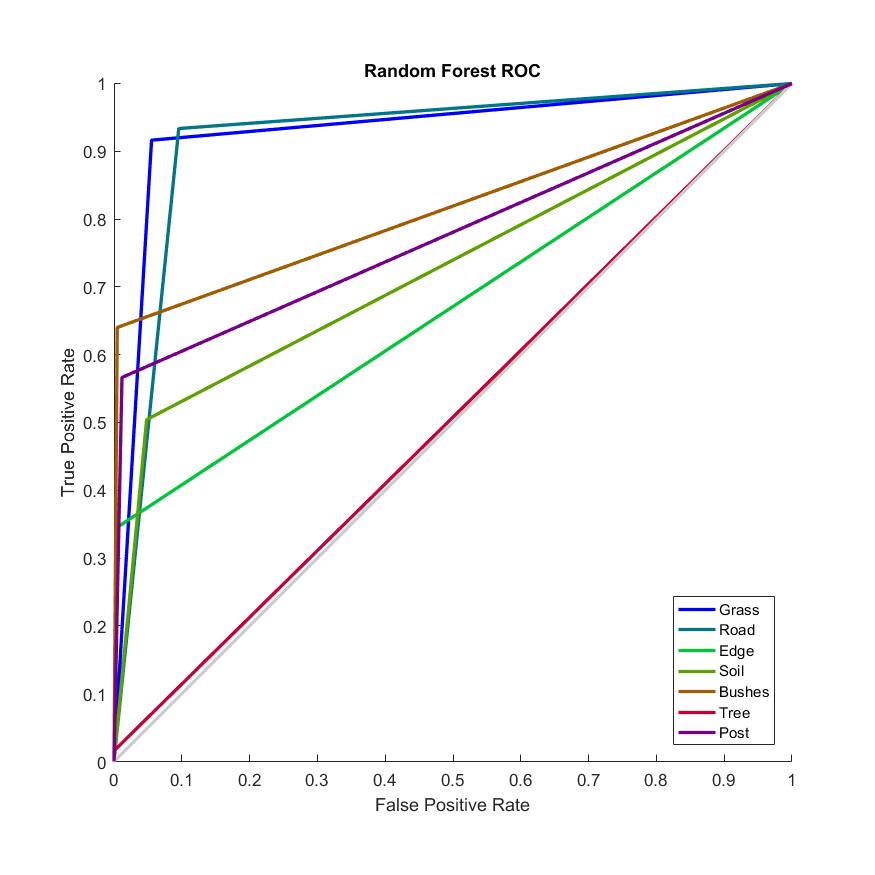 Random Forest ROC
1
0.9
0.8
0.7
0.6
0.5
0.4
0.3
0.2
0.1
0
True Positive Rate
0 0.1 0.2 0.3 0.4 0.5 0.6 0.7 0.8 0.9 1
False Positive Rate
Grass
Road
Edge
Soil
Bushes
Tree
Post